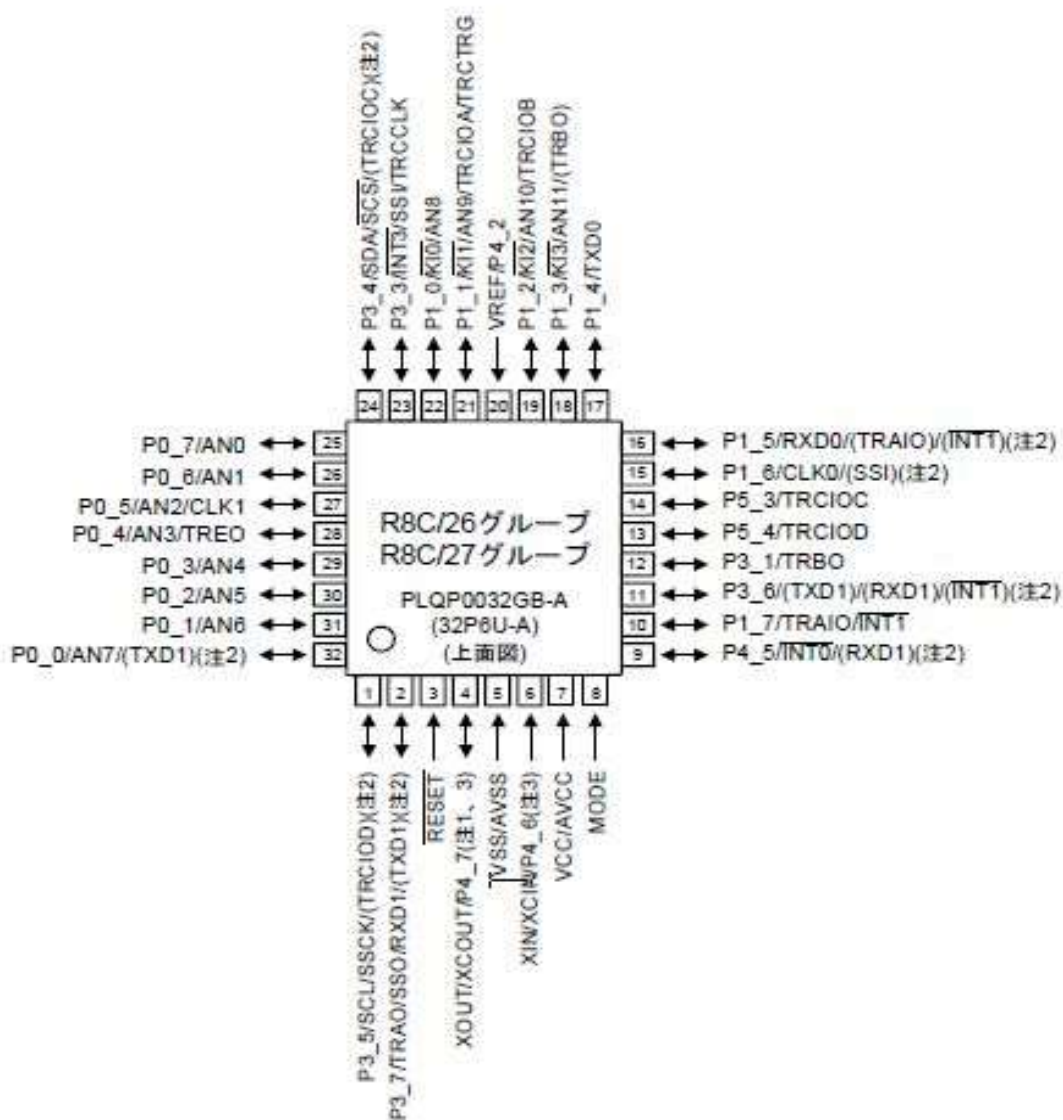 P3_4/SDA/SCS/(TRCIOC)(注2)
P3_3/INT3/SSI/TRCCLK
P1_0/KI0/AN8
P1_1/KI1/AN9/TRCIOA/TRCTRG
VREF/P4_2
P1_2/KI2/AN10/TRCIOB
P1_3/KI3/AN11/(TRBO)
P1_4/TXD0
24 23 22 21 20 19 18 17
P0_7/AN0 25
P0_6/AN1 26
P0_5/AN2/CLK1 27
P0_4/AN3/TREO 28
P0_3/AN4 29
P0_2/AN5 30
P0_1/AN6 31
P0_0/AN7/(TXD1)(注2) 32
R8C/26グループ
R8C/27グループ
PLQP0032GB-A
(32P6U-A)
(上面図)
16 P1_5/RXD0/(TRAIO)/(INT1)(注2)
15 P1_6/CLK0/(SSI)(注2)
14 P5_3/TRCIOC
13 P5_4/TRCIOD
12 P3_1/TRBO
11 P3_6/(TXD1)/(RXD1)/(INT1)(注2)
10 P1_7/TRAIO/INT1
9 P4_5/INT0/(RXD1)(注2)
1 2 3 4 5 6 7 8
P3_5/SCL/SSCK/(TRCIOD)(注2)
P3_7/TRAO/SSO/RXD1/(TXD1)(注2)
RESET
XOUT/XCOUT/P4_7(注1、3)
VSS/AVSS
XIN/XCIN/P4_6(注3)
VCC/AVCC
MODE